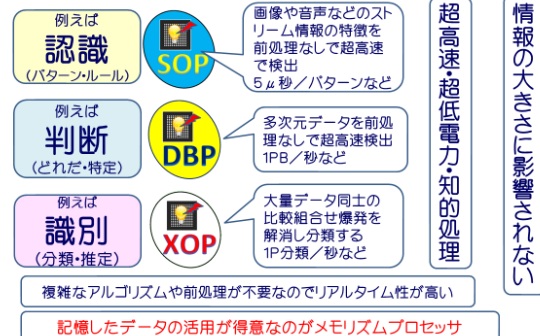 例えば
認識
(パターン・ルール)
SOP
画像や音声などのスト
リーム情報の特徴を
前処理なしで超高速
で検出
5μ秒/パターンなど
例えば
判断
(どれだ・特定)
DBP
多次元データを前処
理なしで超高速検出
1PB/秒など
例えば
識別
(分類・推定)
XOP
大量データ同士の
比較組合せ爆発を
解消し分類する
1P分類/秒など
超高速・超低電力・知的処理
情報の大きさに影響されない
複雑なアルゴリズムや前処理が不要なのでリアルタイム性が高い
記憶したデータの活用が得意なのがメモリズムプロセッサ